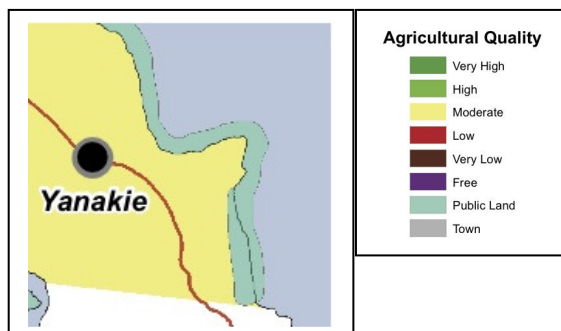 Yanakie
Agricultural Quality
Very High
High
Moderate
Low
Very Low
Free
Public Land
Town